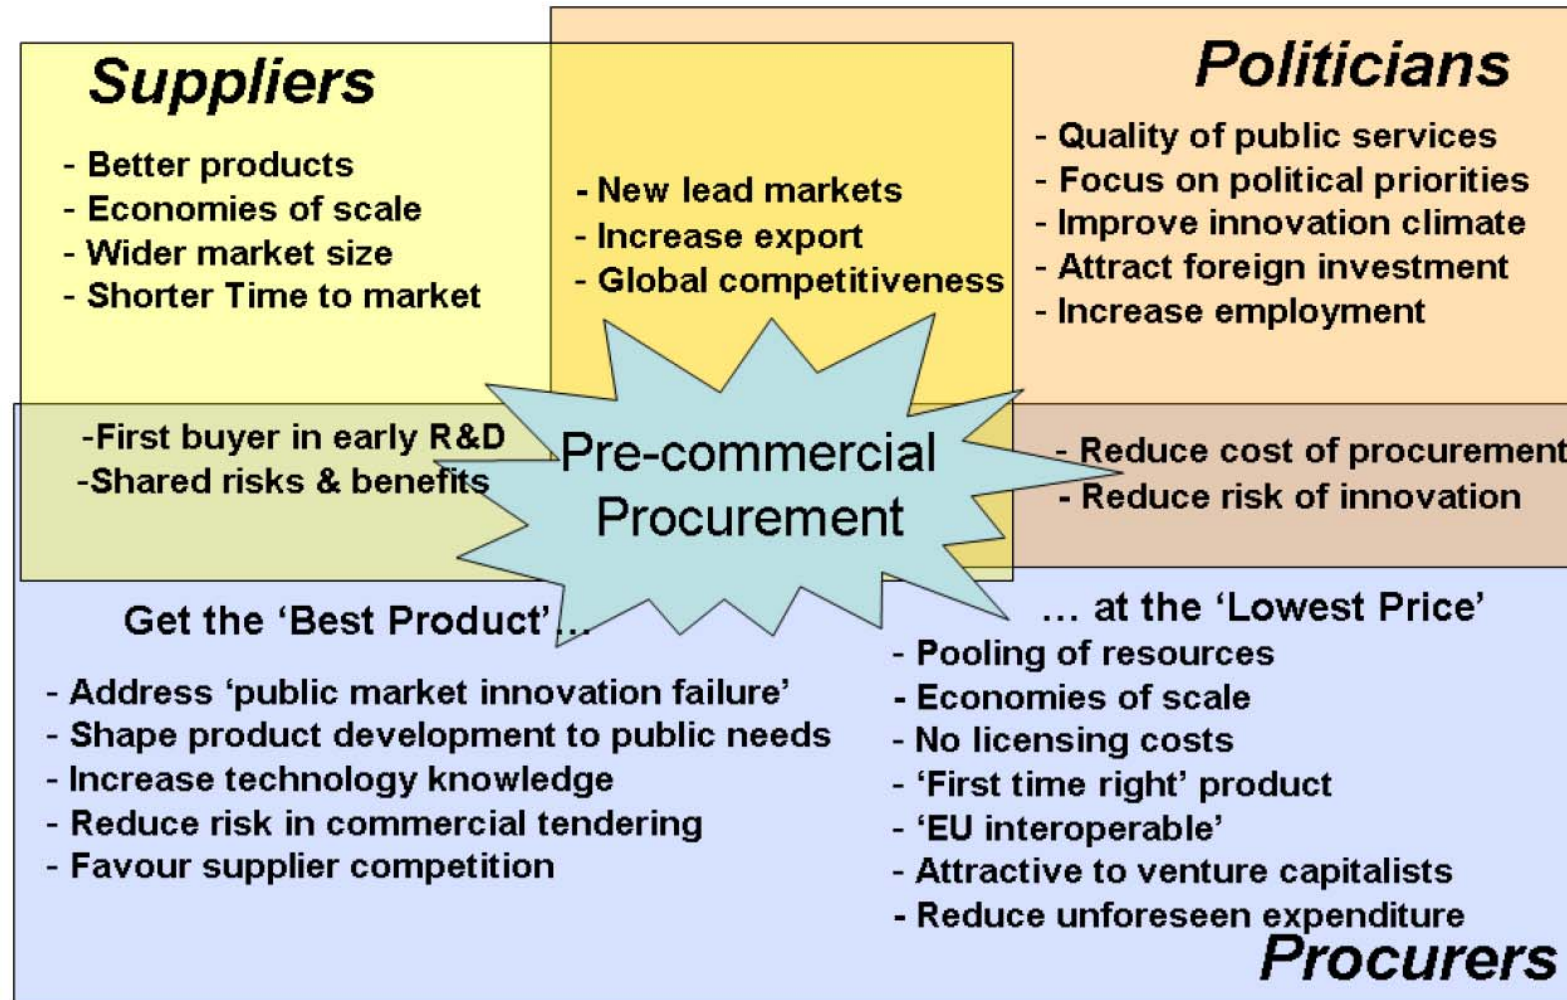 Suppliers
- Better products
- Economies of scale
- Wider market size
- Shorter Time to market
- New lead markets
- Increase export
- Global competitiveness
Politicians
- Quality of public services
- Focus on political priorities
- Improve innovation climate
- Attract foreign investment
- Increase employment
-First buyer in early R&D
-Shared risks & benefits
Pre-commercial
Procurement
- Reduce cost of procurement
- Reduce risk of innovation
Get the ‘Best Product’…
- Address ‘public market innovation failure’
- Shape product development to public needs
- Increase technology knowledge
- Reduce risk in commercial tendering
- Favour supplier competition
… at the ‘Lowest Price’
- Pooling of resources
- Economies of scale
- No licensing costs
- ‘First time right’ product
- ‘EU interoperable’
- Attractive to venture capitalists
- Reduce unforeseen expenditure
Procurers